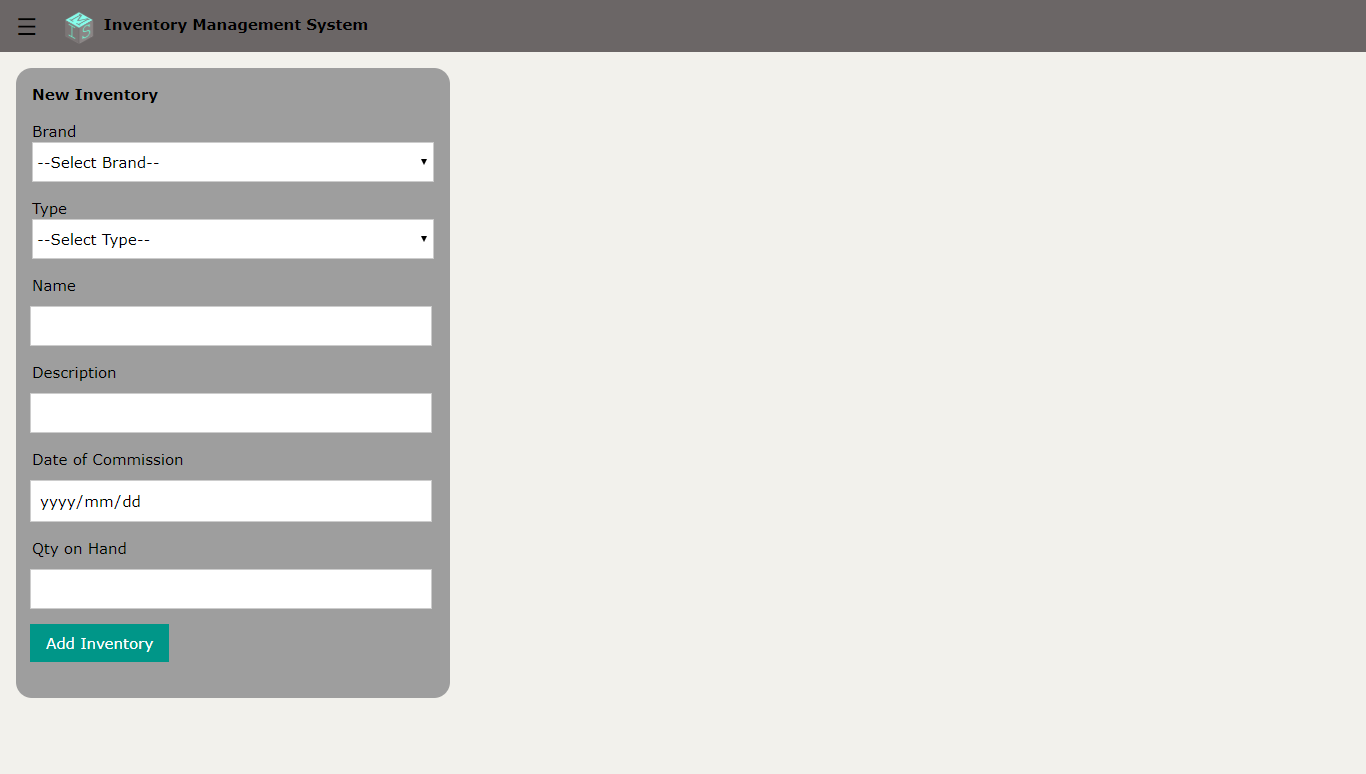 Inventory Management System
New Inventory
Brand
--Select Brand--
Type
--Select Type--
Name
Description
Date of Commission
yyyy/mm/dd
Qty on Hand
Add Inventory